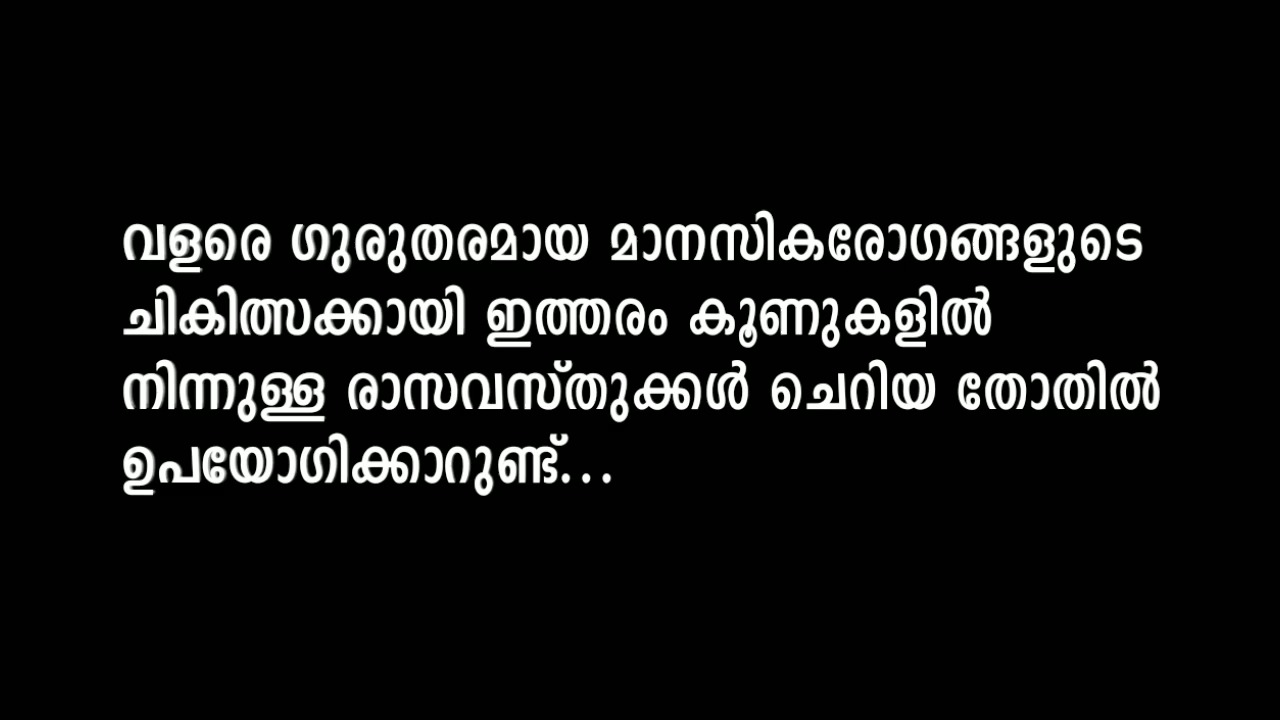 വളരെ ഗുരുതരമായ മാനസികരോഗങ്ങളുടെ
ചികിത്സക്കായി ഇത്തരം കൂണുകളിൽ
നിന്നുള്ള രാസവസ്തുക്കൾ ചെറിയ തോതിൽ
ഉപയോഗിക്കാറുണ്ട്...